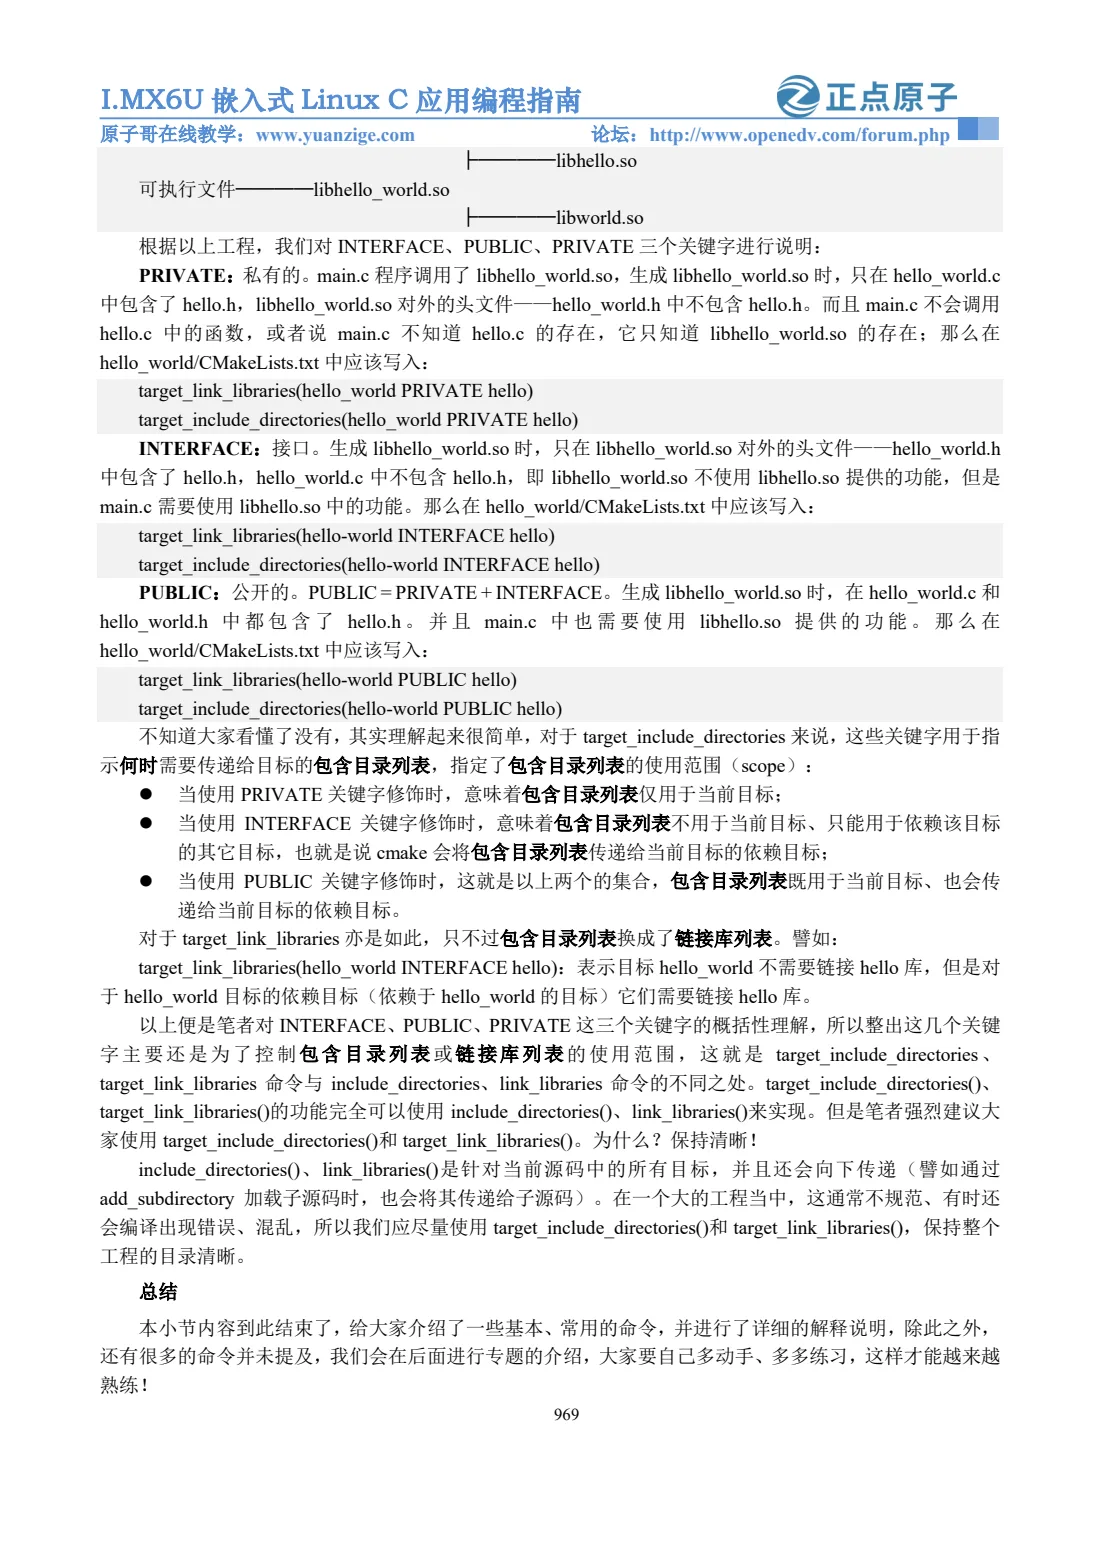 I.MX6U 嵌入式 Linux C 应用编程指南
正点原子
原子哥在线教学：www.yuanzige.com 论坛：http://www.openedv.com/forum.php
├────libhello.so
可执行文件────libhello_world.so
├────libworld.so
根据以上工程，我们对 INTERFACE、PUBLIC、PRIVATE 三个关键字进行说明：
PRIVATE：私有的。main.c 程序调用了 libhello_world.so，生成 libhello_world.so 时，只在 hello_world.c
中包含了 hello.h，libhello_world.so 对外的头文件——hello_world.h 中不包含 hello.h。而且 main.c 不会调用
hello.c 中的函数，或者说 main.c 不知道 hello.c 的存在，它只知道 libhello_world.so 的存在；那么在
hello_world/CMakeLists.txt 中应该写入：
target_link_libraries(hello_world PRIVATE hello)
target_include_directories(hello_world PRIVATE hello)
INTERFACE：接口。生成 libhello_world.so 时，只在 libhello_world.so 对外的头文件——hello_world.h
中包含了 hello.h，hello_world.c 中不包含 hello.h，即 libhello_world.so 不使用 libhello.so 提供的功能，但是
main.c 需要使用 libhello.so 中的功能。那么在 hello_world/CMakeLists.txt 中应该写入：
target_link_libraries(hello-world INTERFACE hello)
target_include_directories(hello-world INTERFACE hello)
PUBLIC：公开的。PUBLIC = PRIVATE + INTERFACE。生成 libhello_world.so 时，在 hello_world.c 和
hello_world.h 中都包含了 hello.h。并且 main.c 中也需要使用 libhello.so 提供的功能。那么在
hello_world/CMakeLists.txt 中应该写入：
target_link_libraries(hello-world PUBLIC hello)
target_include_directories(hello-world PUBLIC hello)
不知道大家看懂了没有，其实理解起来很简单，对于 target_include_directories 来说，这些关键字用于指
示何时需要传递给目标的包含目录列表，指定了包含目录列表的使用范围（scope）：
● 当使用 PRIVATE 关键字修饰时，意味着包含目录列表仅用于当前目标；
● 当使用 INTERFACE 关键字修饰时，意味着包含目录列表不用于当前目标、只能用于依赖该目标
的其它目标，也就是说 cmake 会将包含目录列表传递给当前目标的依赖目标；
● 当使用 PUBLIC 关键字修饰时，这就是以上两个的集合，包含目录列表既用于当前目标、也会传
递给当前目标的依赖目标。
对于 target_link_libraries 亦是如此，只不过包含目录列表换成了链接库列表。譬如：
target_link_libraries(hello_world INTERFACE hello)：表示目标 hello_world 不需要链接 hello 库，但是对
于 hello_world 目标的依赖目标（依赖于 hello_world 的目标）它们需要链接 hello 库。
以上便是笔者对 INTERFACE、PUBLIC、PRIVATE 这三个关键字的概括性理解，所以整出这几个关键
字主要还是为了控制包含目录列表或链接库列表的使用范围，这就是 target_include_directories、
target_link_libraries 命令与 include_directories、link_libraries 命令的不同之处。target_include_directories()、
target_link_libraries()的功能完全可以使用 include_directories()、link_libraries()来实现。但是笔者强烈建议大
家使用 target_include_directories()和 target_link_libraries()。为什么？保持清晰！
include_directories()、link_libraries()是针对当前源码中的所有目标，并且还会向下传递（譬如通过
add_subdirectory 加载子源码时，也会将其传递给子源码）。在一个大的工程当中，这通常不规范、有时还
会编译出现错误、混乱，所以我们应尽量使用 target_include_directories()和 target_link_libraries()，保持整个
工程的目录清晰。
总结
本小节内容到此结束了，给大家介绍了一些基本、常用的命令，并进行了详细的解释说明，除此之外，
还有很多的命令并未提及，我们会在后面进行专题的介绍，大家要自己多动手、多多练习，这样才能越来越
熟练！
969